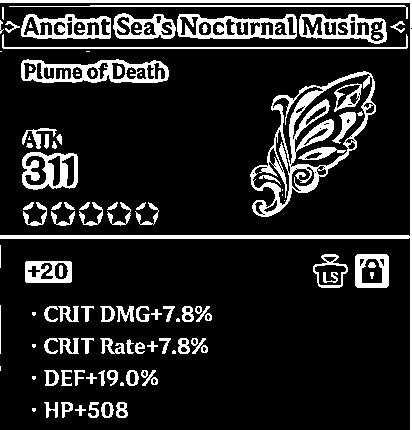 Ancient Sea's Nocturnal Musing
Plume of Death
ATK
311
+20
LS
· CRIT DMG+7.8%
· CRIT Rate+7.8%
· DEF+19.0%
· HP+508